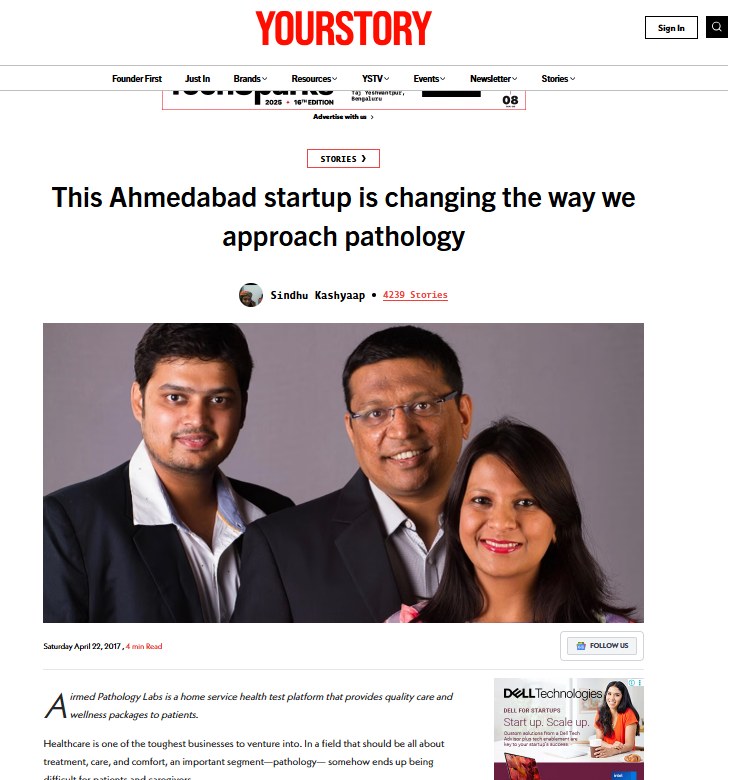 YOURSTORY
Sign In
Founder First Just In Brands Resources YSTV Events Newsletter Stories
2025 • 16TH EDITION
Taj Yeshwantpur,
Bengaluru
08
Advertise with us
STORIES
This Ahmedabad startup is changing the way we
approach pathology
Sindhu Kashyaap • 4239 Stories
Saturday April 22, 2017 , 4 min Read
FOLLOW US
Airmed Pathology Labs is a home service health test platform that provides quality care and
wellness packages to patients.
Healthcare is one of the toughest businesses to venture into. In a field that should be all about
treatment, care, and comfort, an important segment—pathology— somehow ends up being
difficult for patients and caregivers.
DELLTechnologies
DELL FOR STARTUPS
Start up. Scale up.
Custom solutions from a Dell Tech
Advisor plus tech enablement are
key to your startup's success
intel